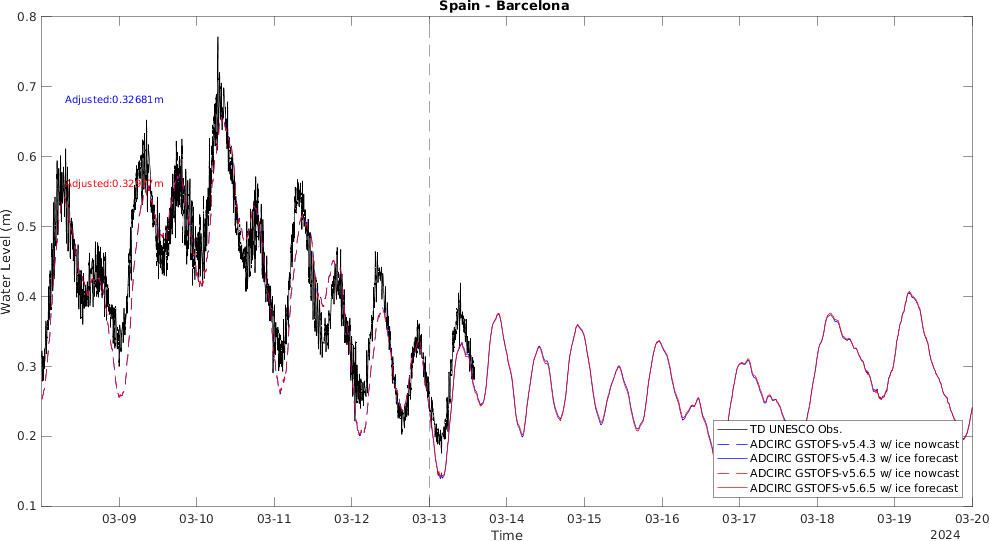 Spain - Barcelona
0.8
0.7
0.6
0.5
0.4
0.3
0.2
0.1
Water Level (m)
Adjusted:0.32681m
TD UNESCO Obs.
ADCIRC GSTOFS-v5.4.3 w/ ice nowcast
ADCIRC GSTOFS-v5.4.3 w/ ice forecast
ADCIRC GSTOFS-v5.6.5 w/ ice nowcast
ADCIRC GSTOFS-v5.6.5 w/ ice forecast
03-09 03-10 03-11 03-12 03-13 03-14 03-15 03-16 03-17 03-18 03-19 03-20
Time
2024